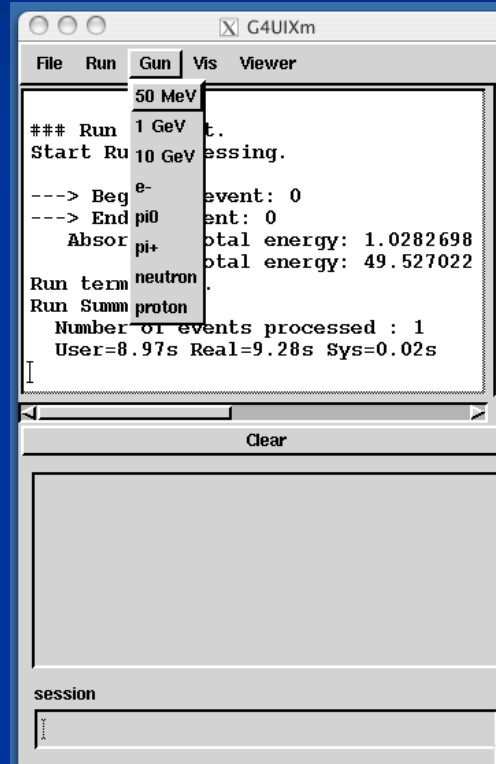 X G4UIXm
File Run Gun Vis Viewer
50 MeV
1 GeV
10 GeV
e-
pi0
pi+
neutron
proton
### Run t.
Start Ru essing.
---> Beg event: 0
---> End ent: 0
Absor otal energy: 1.0282698
otal energy: 49.527022
Run term .
Run Summ
Number of events processed : 1
User=8.97s Real=9.28s Sys=0.02s
Clear
session